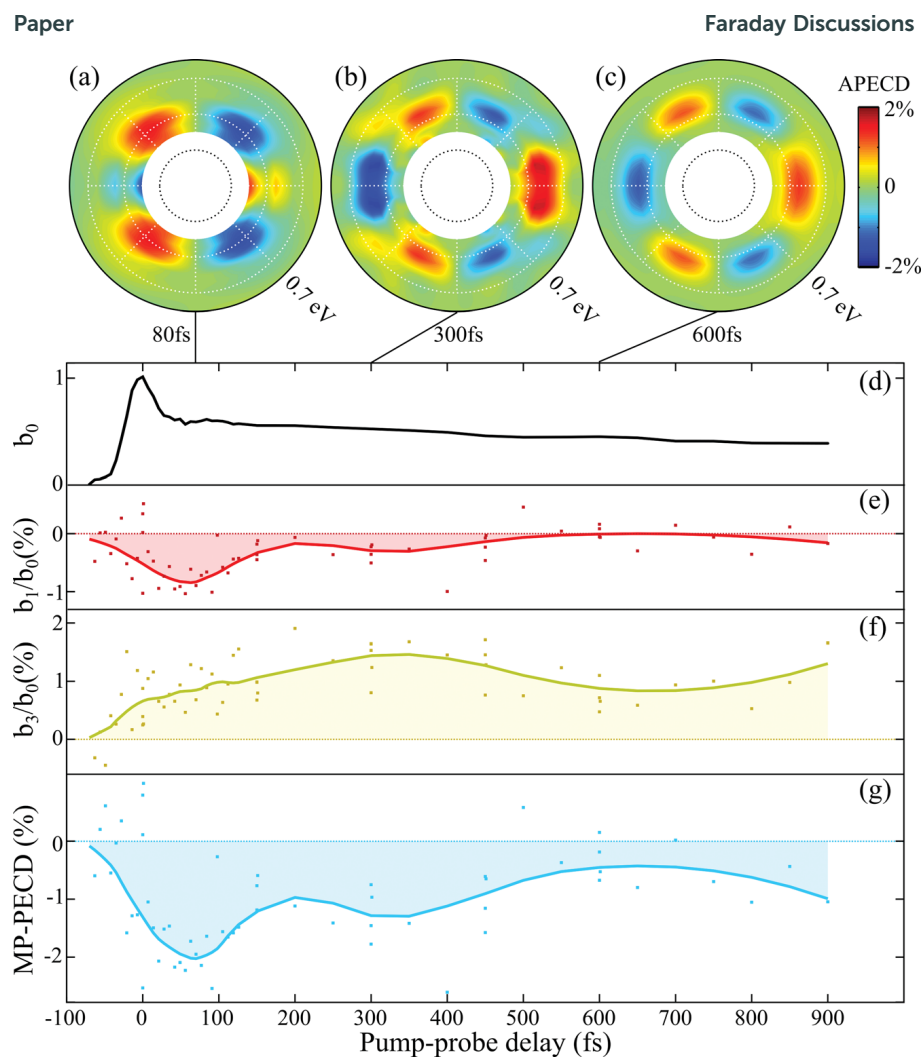 Paper Faraday Discussions
(a) (b) (c) APECD
2%
0
-2%
0.7 eV 0.7 eV 0.7 eV
80fs 300fs 600fs
(d)
1
b0
0
(e)
0
b1/b0(%)
-1
(f)
2
b3/b0(%)
1
0
(g)
MP-PECD (%)
0
-1
-2
-100 0 100 200 300 400 500 600 700 800 900
Pump-probe delay (fs)